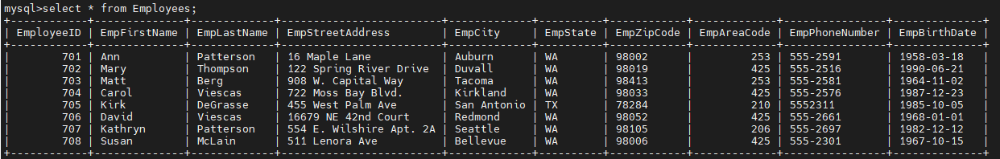 mysql>select * from Employees;
+------------+--------------+-------------+-------------------------+-------------+----------+------------+-------------+----------------+--------------+
| EmployeeID | EmpFirstName | EmpLastName | EmpStreetAddress        | EmpCity     | EmpState | EmpZipCode | EmpAreaCode | EmpPhoneNumber | EmpBirthDate |
+------------+--------------+-------------+-------------------------+-------------+----------+------------+-------------+----------------+--------------+
|        701 | Ann          | Patterson   | 16 Maple Lane           | Auburn      | WA       | 98002      |         253 | 555-2591       | 1958-03-18   |
|        702 | Mary         | Thompson    | 122 Spring River Drive  | Duvall      | WA       | 98019      |         425 | 555-2516       | 1990-06-21   |
|        703 | Matt         | Berg        | 908 W. Capital Way      | Tacoma      | WA       | 98413      |         253 | 555-2581       | 1964-11-02   |
|        704 | Carol        | Viescas     | 722 Moss Bay Blvd.      | Kirkland    | WA       | 98033      |         425 | 555-2576       | 1987-12-23   |
|        705 | Kirk         | DeGrasse    | 455 West Palm Ave       | San Antonio | TX       | 78284      |         210 | 5552311        | 1985-10-05   |
|        706 | David        | Viescas     | 16679 NE 42nd Court     | Redmond     | WA       | 98052      |         425 | 555-2661       | 1968-01-01   |
|        707 | Kathryn      | Patterson   | 554 E. Wilshire Apt. 2A | Seattle     | WA       | 98105      |         206 | 555-2697       | 1982-12-12   |
|        708 | Susan        | McLain      | 511 Lenora Ave          | Bellevue    | WA       | 98006      |         425 | 555-2301       | 1967-10-15   |
+------------+--------------+-------------+-------------------------+-------------+----------+------------+-------------+----------------+--------------+